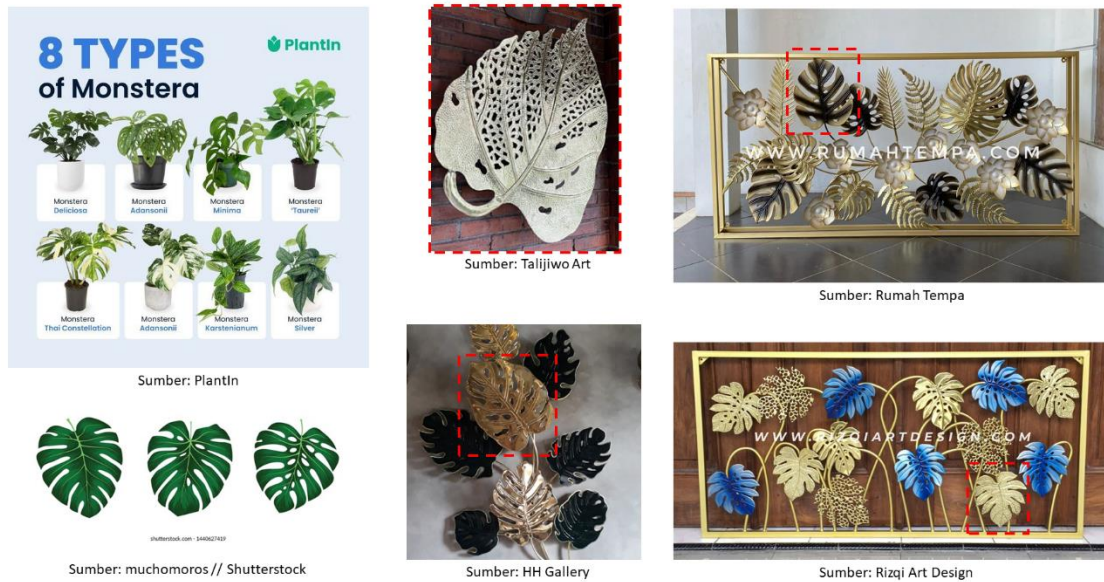 8 TYPES
of Monstera
PlantIn
Monstera
Deliciosa
Monstera
Adansonii
Monstera
Minima
Monstera
'Taureii'
Monstera
Thai Constellation
Monstera
Adansonii
Monstera
Karstenianum
Monstera
Silver
Sumber: PlantIn
shutterstock.com · 1440627419
Sumber: muchomoros // Shutterstock
Sumber: Talijiwo Art
Sumber: HH Gallery
WWW.RUMAHTEMPA.COM
Sumber: Rumah Tempa
WWW.RIZQIARTDESIGN.COM
Sumber: Rizqi Art Design